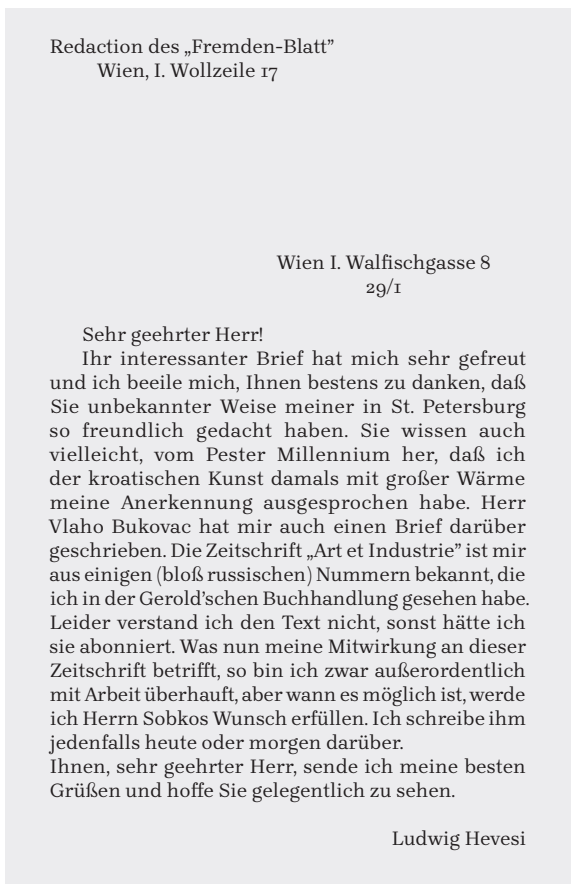 Redaction des „Fremden-Blatt”
Wien, I. Wollzeile 17
Wien I. Walfischgasse 8
29/1
Sehr geehrter Herr!
Ihr interessanter Brief hat mich sehr gefreut
und ich beeile mich, Ihnen bestens zu danken, daß
Sie unbekannter Weise meiner in St. Petersburg
so freundlich gedacht haben. Sie wissen auch
vielleicht, vom Pester Millennium her, daß ich
der kroatischen Kunst damals mit großer Wärme
meine Anerkennung ausgesprochen habe. Herr
Vlaho Bukovac hat mir auch einen Brief darüber
geschrieben. Die Zeitschrift „Art et Industrie” ist mir
aus einigen (bloß russischen) Nummern bekannt, die
ich in der Gerold’schen Buchhandlung gesehen habe.
Leider verstand ich den Text nicht, sonst hätte ich
sie abonniert. Was nun meine Mitwirkung an dieser
Zeitschrift betrifft, so bin ich zwar außerordentlich
mit Arbeit überhauft, aber wann es möglich ist, werde
ich Herrn Sobkos Wunsch erfüllen. Ich schreibe ihm
jedenfalls heute oder morgen darüber.
Ihnen, sehr geehrter Herr, sende ich meine besten
Grüßen und hoffe Sie gelegentlich zu sehen.
Ludwig Hevesi